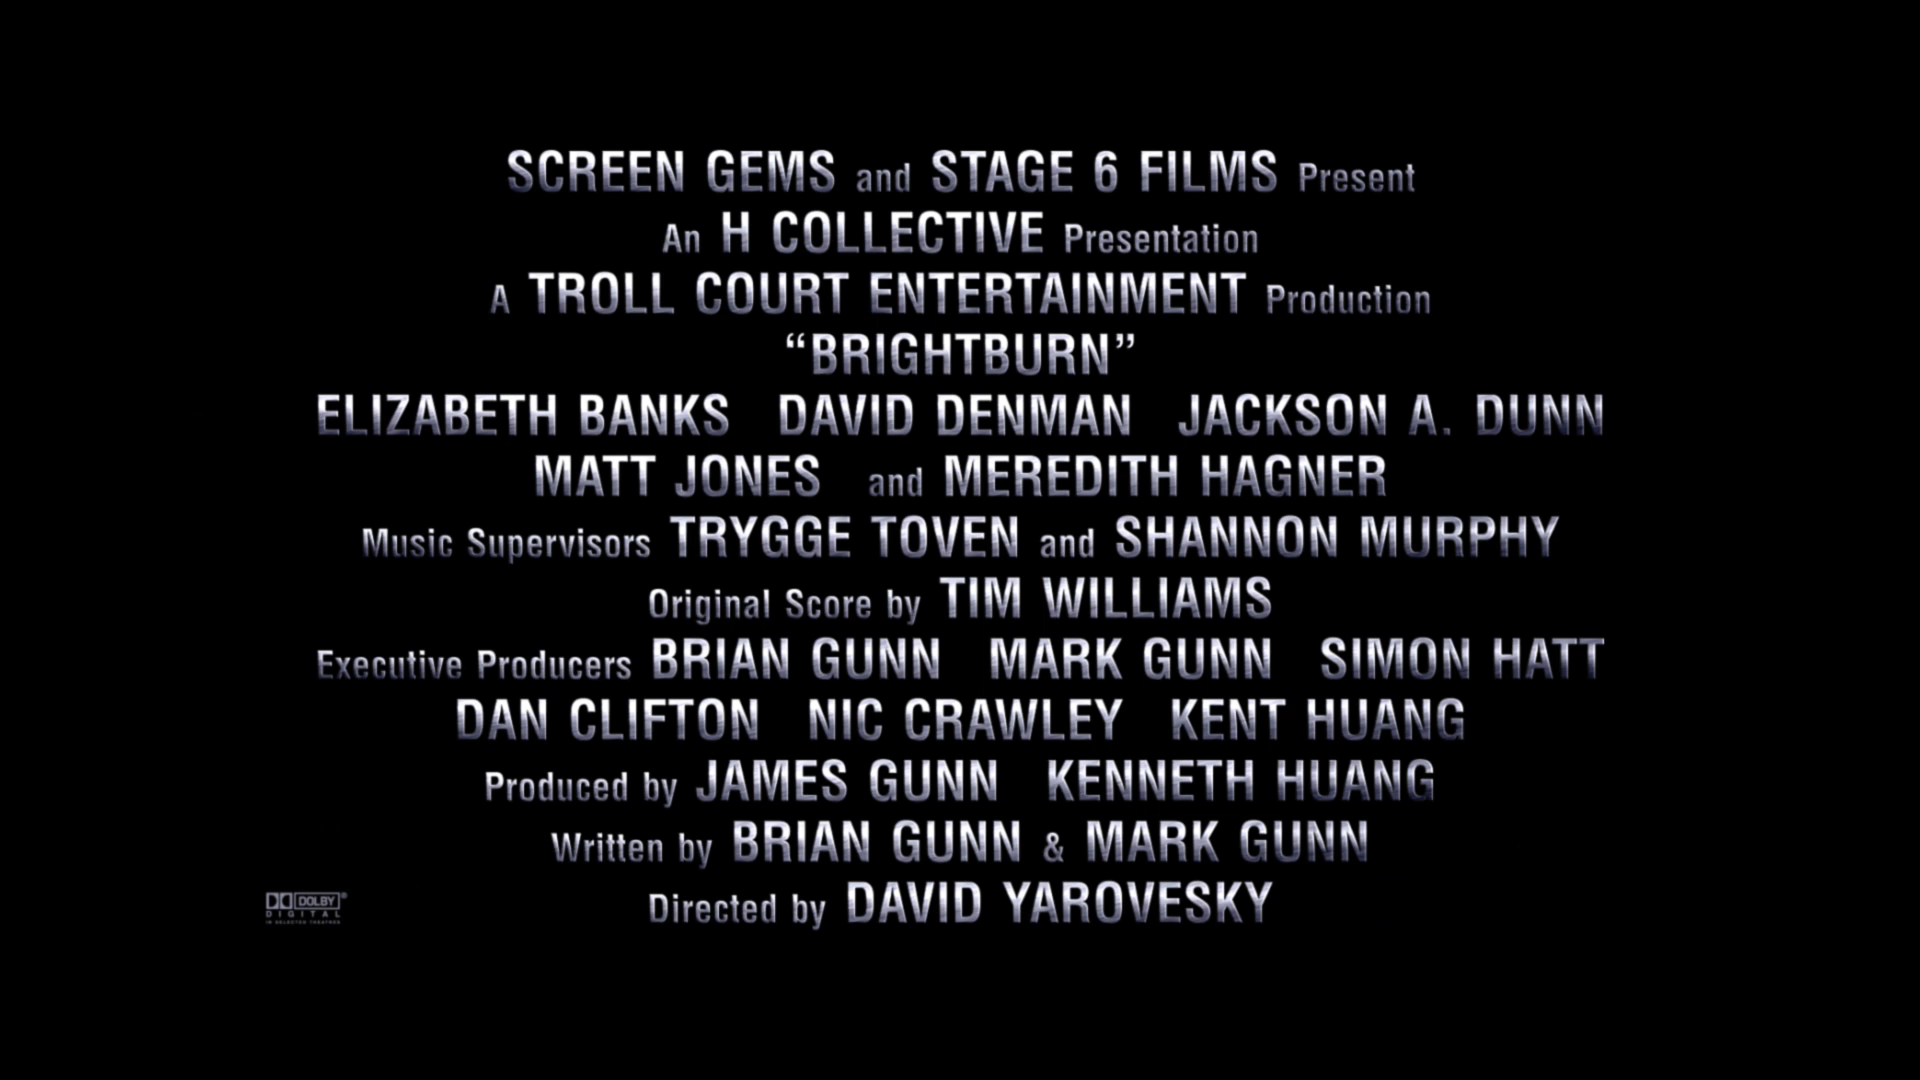 SCREEN GEMS and STAGE 6 FILMS Present
An H COLLECTIVE Presentation
A TROLL COURT ENTERTAINMENT Production
“BRIGHTBURN”
ELIZABETH BANKS DAVID DENMAN JACKSON A. DUNN
MATT JONES and MEREDITH HAGNER
Music Supervisors TRYGGE TOVEN and SHANNON MURPHY
Original Score by TIM WILLIAMS
Executive Producers BRIAN GUNN MARK GUNN SIMON HATT
DAN CLIFTON NIC CRAWLEY KENT HUANG
Produced by JAMES GUNN KENNETH HUANG
Written by BRIAN GUNN & MARK GUNN
Directed by DAVID YAROVESKY
DOLBY®
DIGITAL
IN SELECTED THEATRES